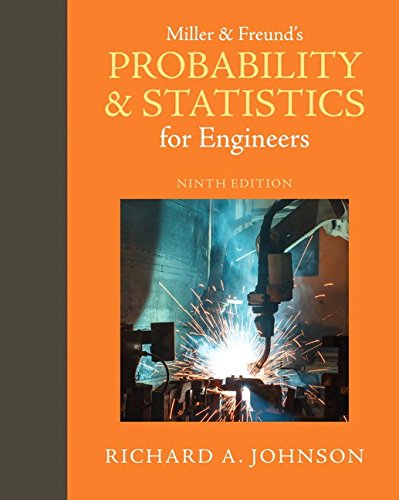 Miller & Freund's
PROBABILITY
& STATISTICS
for Engineers
NINTH EDITION
RICHARD A. JOHNSON